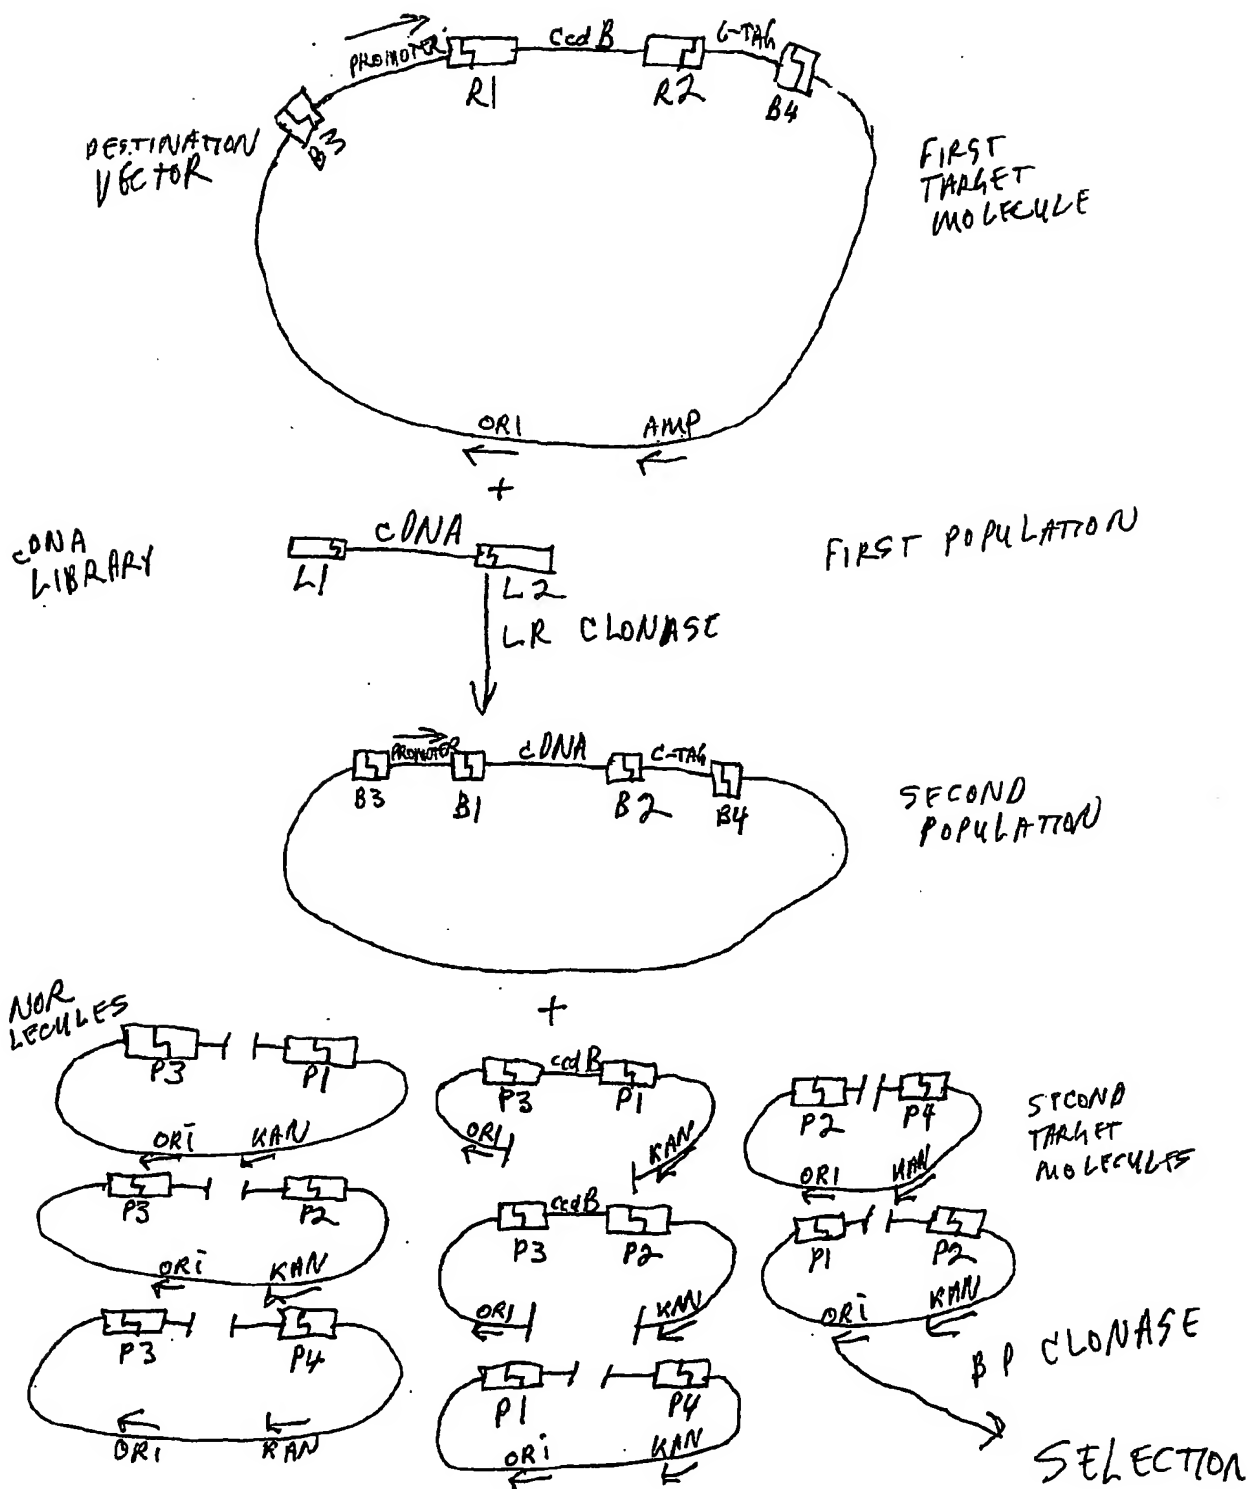 PROMOTER
ccdB
C-TAG
R1
R2
B4
B3
DESTINATION
VECTOR
FIRST
TARGET
MOLECULE
ORI
AMP
+
cDNA
LIBRARY
cDNA
L1
L2
FIRST POPULATION
LR CLONASE
PROMOTER
cDNA
C-TAG
B3
B1
B2
B4
SECOND
POPULATION
+
NOR
LECULES
P3
P1
ORI
KAN
ccdB
P3
P1
ORI
KAN
P2
P4
ORI
KAN
SECOND
TARGET
MOLECULES
P3
P2
ORI
KAN
ccdB
P3
P2
ORI
KAN
P1
P2
ORI
KAN
P3
P4
ORI
KAN
P1
P4
ORI
KAN
BP CLONASE
SELECTION